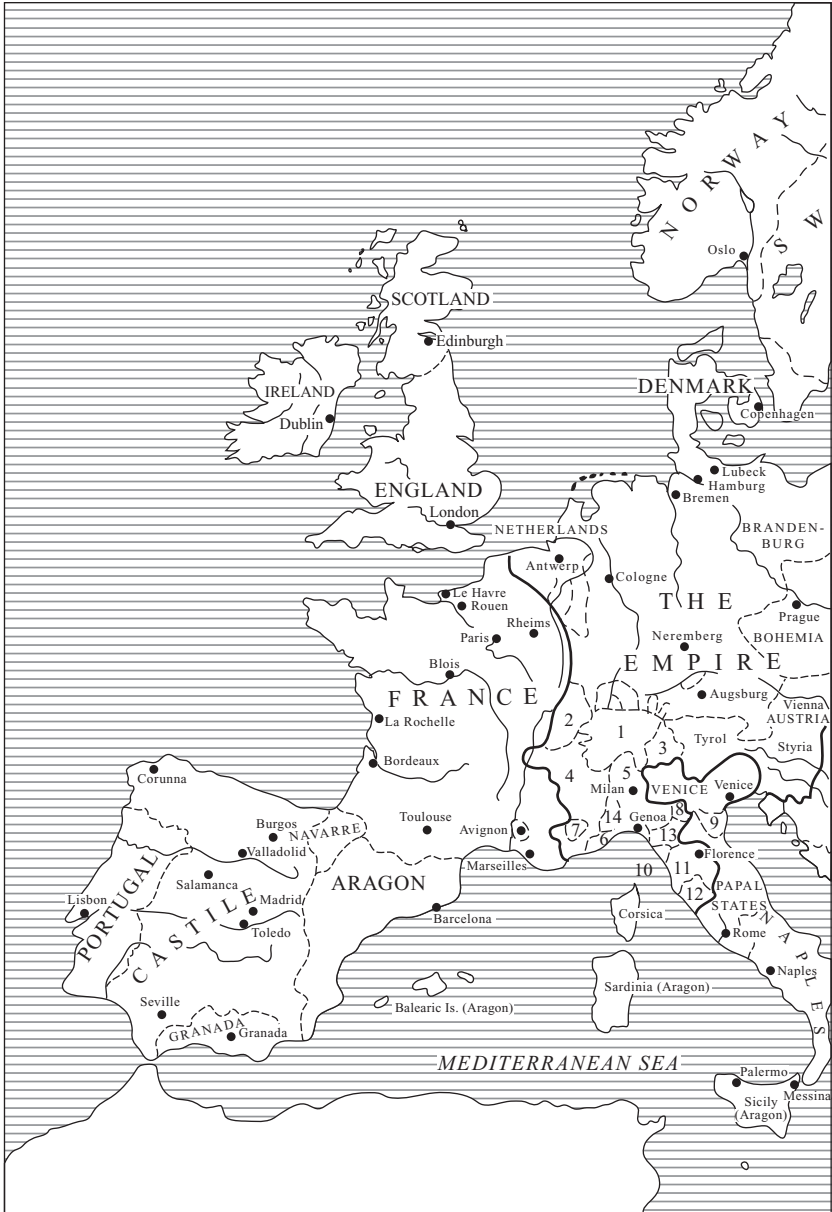 NORWAY
S W
Oslo
SCOTLAND
Edinburgh
IRELAND
Dublin
DENMARK
Copenhagen
ENGLAND
London
Lubeck
Hamburg
Bremen
NETHERLANDS
BRANDEN-
BURG
Antwerp
Cologne
Le Havre
Rouen
THE
Prague
Rheims
Paris
Neremberg
BOHEMIA
EMPIRE
Blois
FRANCE
Augsburg
Vienna
AUSTRIA
La Rochelle
2
1
3
Tyrol
Styria
Bordeaux
Corunna
4
5
Milan
VENICE
Venice
Burgos
NAVARRE
Toulouse
Avignon
7
14
6
Genoa
8
13
9
Valladolid
Marseilles
Florence
10
11
12
PAPAL
STATES
Salamanca
ARAGON
PORTUGAL
CASTILE
Lisbon
Madrid
Toledo
Barcelona
Corsica
Rome
NAPLES
Naples
Seville
GRANADA
Granada
Balearic Is. (Aragon)
Sardinia (Aragon)
MEDITERRANEAN SEA
Palermo
Messina
Sicily
(Aragon)